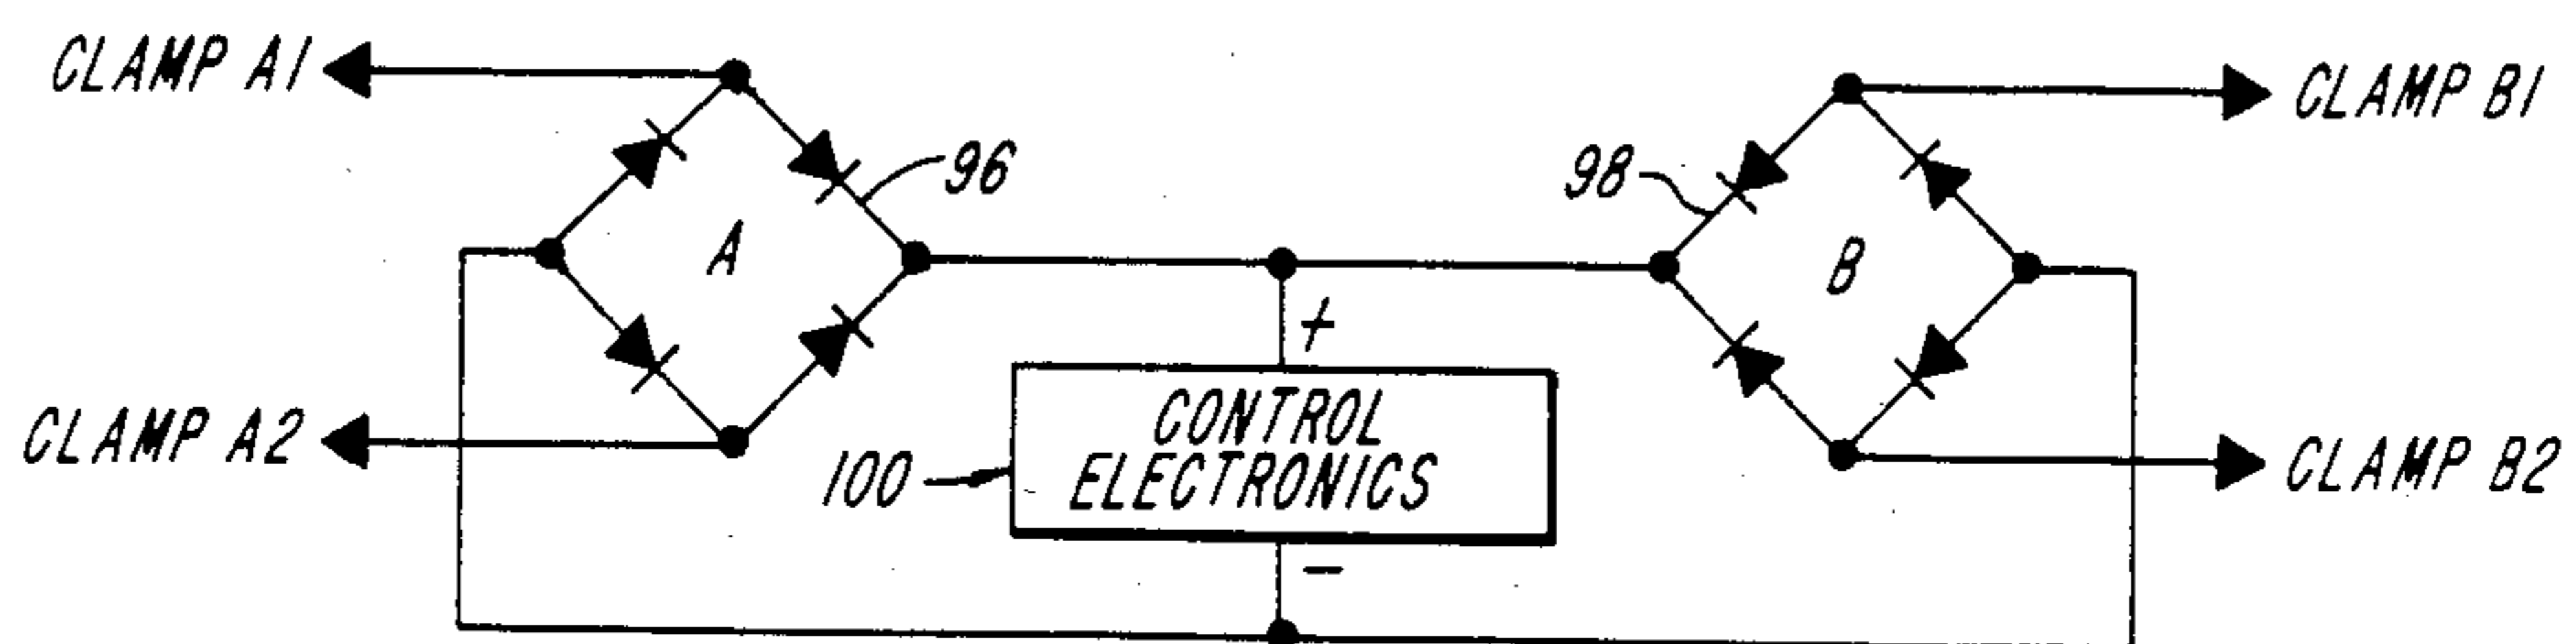 CLAMP A1
CLAMP B1
96
98
A
B
+
CLAMP A2
CONTROL
ELECTRONICS
100
CLAMP B2
-